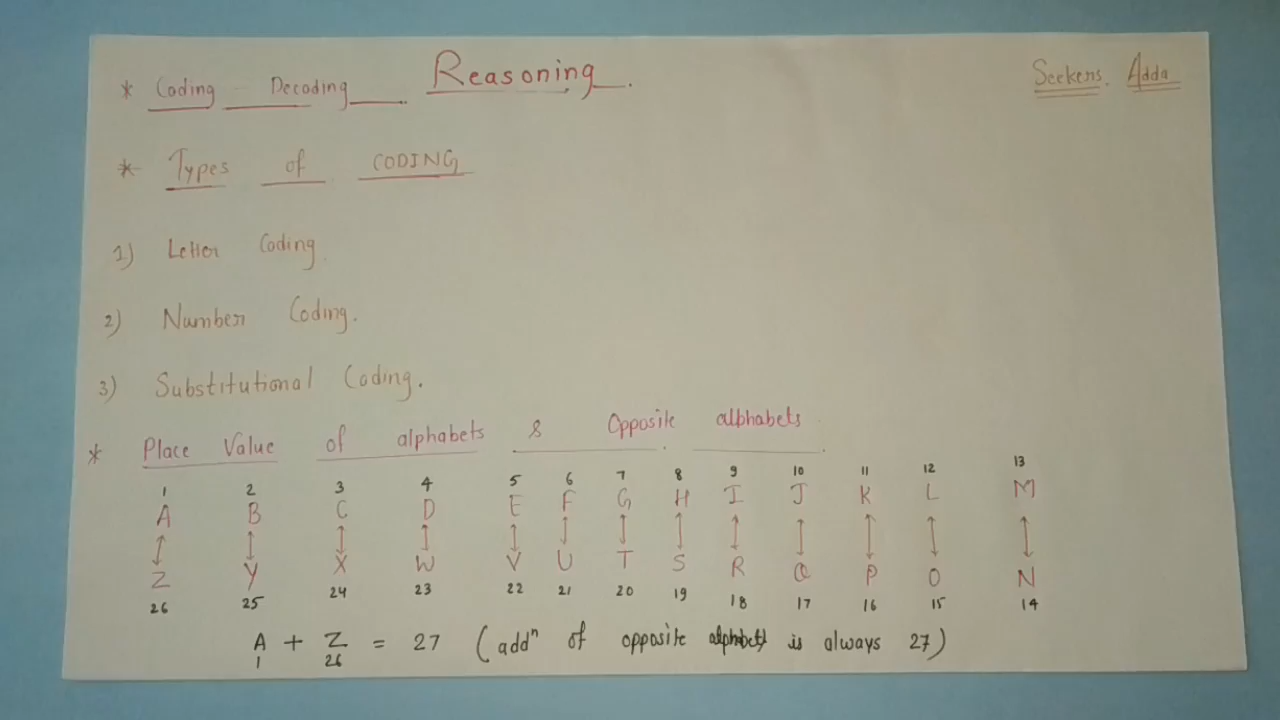 * Coding Decoding Reasoning.
Seekers Adda
* Types of CODING
1) Letter Coding.
2) Number Coding.
3) Substitutional Coding.
* Place Value of alphabets & Opposite alphabets.
1 2 3 4 5 6 7 8 9 10 11 12 13
A B C D E F G H I J K L M
Z Y X W V U T S R Q P O N
26 25 24 23 22 21 20 19 18 17 16 15 14
A + Z = 27 (addn of opposite alphabets is always 27)
1 26